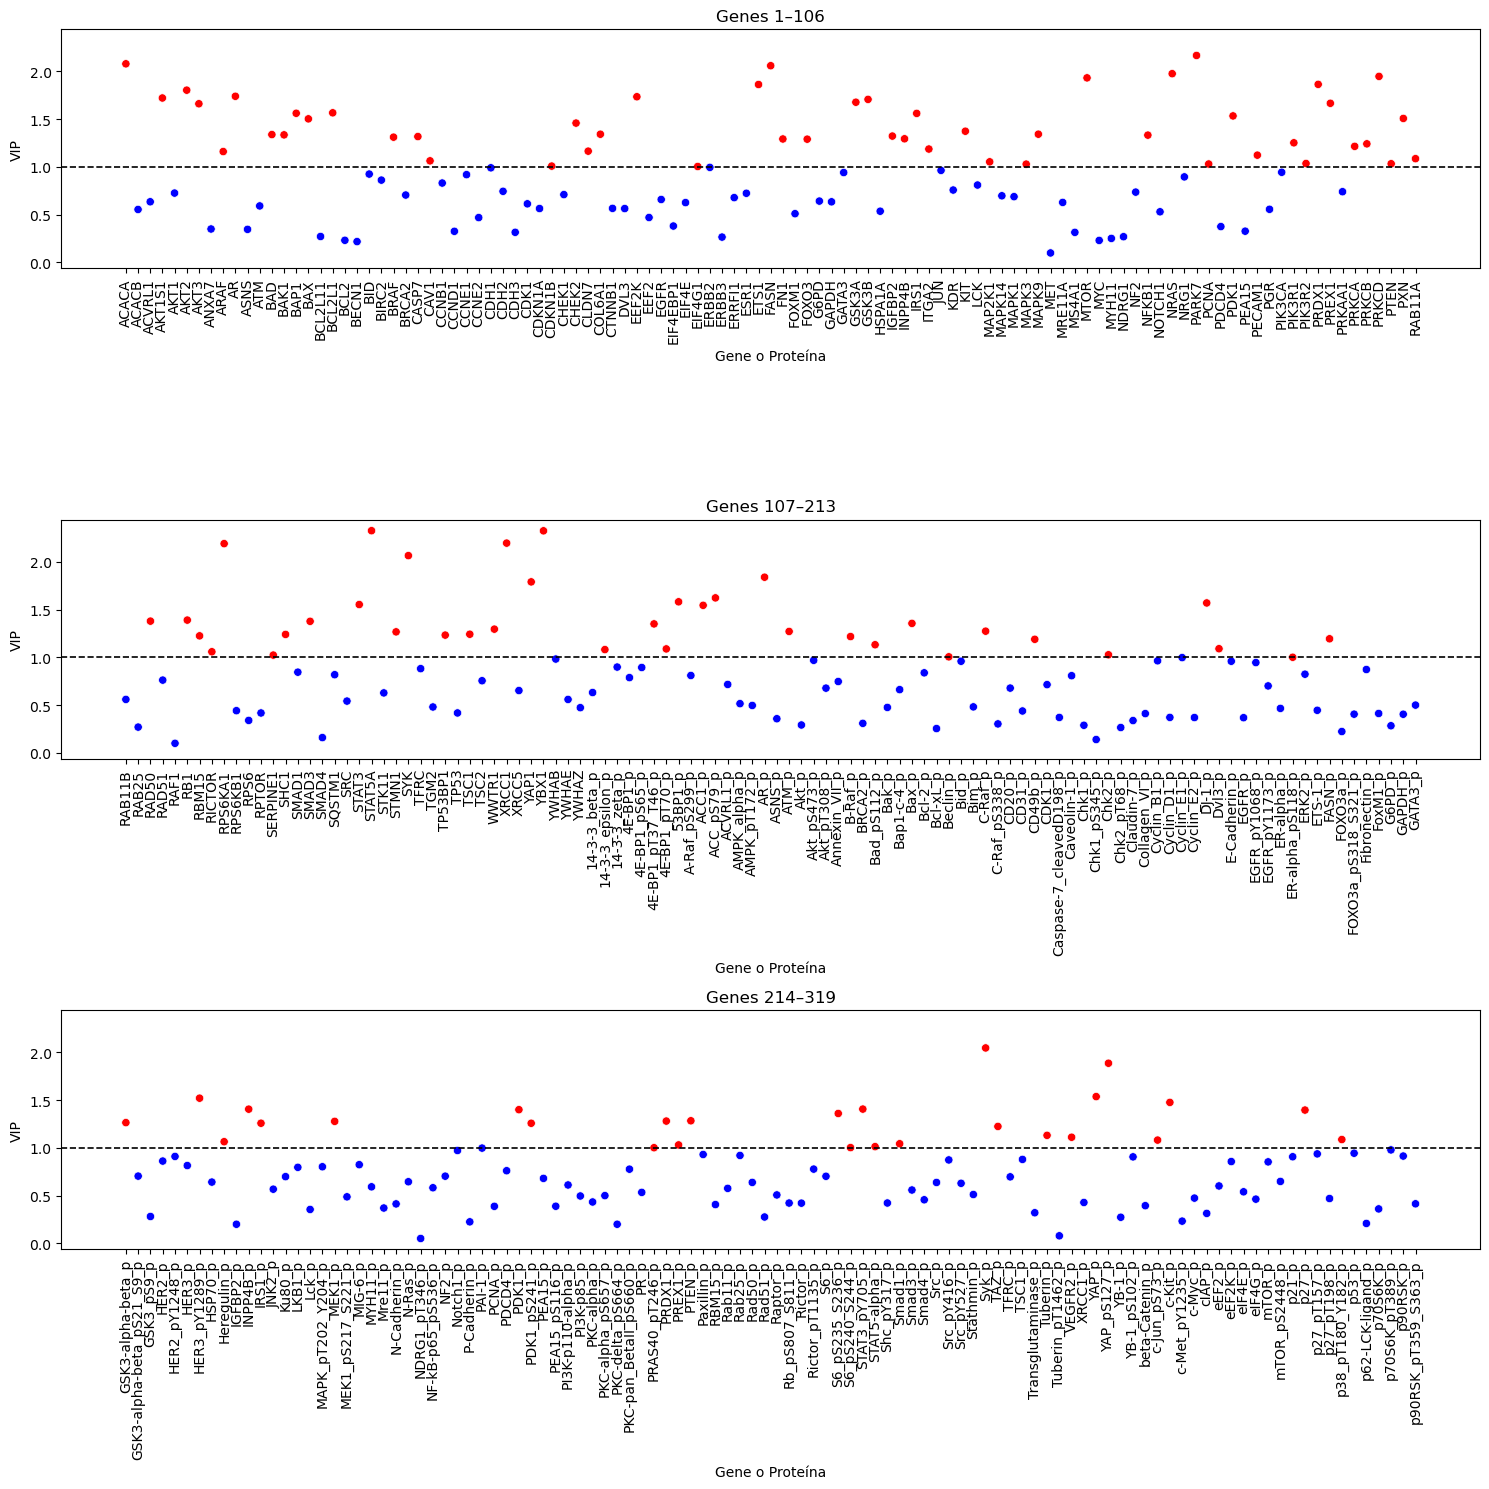 Genes 1–106
VIP
2.0
1.5
1.0
0.5
0.0
ACACA ACACB ACVRL1 AKT1S1 AKT1 AKT2 AKT3 ANXA7 ARAF AR ASNS ATM BAD BAK1 BAP1 BAX BCL2L11 BCL2L1 BCL2 BECN1 BID BIRC2 BRAF BRCA2 CASP7 CAV1 CCNB1 CCND1 CCNE1 CCNE2 CDH1 CDH2 CDH3 CDK1 CDKN1A CDKN1B CHEK1 CHEK2 CLDN7 COL6A1 CTNNB1 DVL3 EEF2K EEF2 EGFR EIF4EBP1 EIF4E EIF4G1 ERBB2 ERBB3 ERRFI1 ESR1 ETS1 FASN FN1 FOXM1 FOXO3 G6PD GAPDH GATA3 GSK3A GSK3B HSPA1A IGFBP2 INPP4B IRS1 ITGA2 JUN KDR KIT LCK MAP2K1 MAPK14 MAPK1 MAPK3 MAPK9 MET MRE11A MS4A1 MTOR MYC MYH11 NDRG1 NF2 NFKB1 NOTCH1 NRAS NRG1 PARK7 PCNA PDCD4 PDK1 PEA15 PECAM1 PGR PIK3CA PIK3R1 PIK3R2 PRDX1 PREX1 PRKAA1 PRKCA PRKCB PRKCD PTEN PXN RAB11A
Gene o Proteína
Genes 107–213
VIP
2.0
1.5
1.0
0.5
0.0
RAB11B RAB25 RAD50 RAD51 RAF1 RB1 RBM15 RICTOR RPS6KA1 RPS6KB1 RPS6 RPTOR SERPINE1 SHC1 SMAD1 SMAD3 SMAD4 SQSTM1 SRC STAT3 STAT5A STK11 STMN1 SYK TFRC TGM2 TP53BP1 TP53 TSC1 TSC2 WWTR1 XRCC1 XRCC5 YAP1 YBX1 YWHAB YWHAE YWHAZ 14-3-3_beta_p 14-3-3_epsilon_p 14-3-3_zeta_p 4E-BP1_p 4E-BP1_pS65_p 4E-BP1_pT37_T46_p 4E-BP1_pT70_p 53BP1_p A-Raf_pS299_p ACC1_p ACC_pS79_p ACVRL1_p AMPK_alpha_p AMPK_pT172_p AR_p ASNS_p ATM_p Akt_p Akt_pS473_p Akt_pT308_p Annexin_VII_p B-Raf_p BRCA2_p Bad_pS112_p Bak_p Bap1-c-4_p Bax_p Bcl-2_p Bcl-xL_p Beclin_p Bid_p Bim_p C-Raf_p C-Raf_pS338_p CD20_p CD31_p CD49b_p CDK1_p Caspase-7_cleavedD198_p Caveolin-1_p Chk1_p Chk1_pS345_p Chk2_p Chk2_pT68_p Claudin-7_p Collagen_VI_p Cyclin_B1_p Cyclin_D1_p Cyclin_E1_p Cyclin_E2_p DJ-1_p Dvl3_p E-Cadherin_p EGFR_p EGFR_pY1068_p EGFR_pY1173_p ER-alpha_p ER-alpha_pS118_p ERK2_p ETS-1_p FASN_p FOXO3a_p FOXO3a_pS318_S321_p Fibronectin_p FoxM1_p G6PD_p GAPDH_p GATA3_p
Gene o Proteína
Genes 214–319
VIP
2.0
1.5
1.0
0.5
0.0
GSK3-alpha-beta_p GSK3-alpha-beta_pS21_S9_p GSK3_pS9_p HER2_p HER2_pY1248_p HER3_p HER3_pY1289_p HSP70_p Heregulin_p IGFBP2_p INPP4B_p IRS1_p JNK2_p Ku80_p LKB1_p Lck_p MAPK_pT202_Y204_p MEK1_p MEK1_pS217_S221_p MIG-6_p MYH11_p Mre11_p N-Cadherin_p N-Ras_p NDRG1_pT346_p NF-kB-p65_pS536_p NF2_p Notch1_p P-Cadherin_p PAI-1_p PCNA_p PDCD4_p PDK1_p PDK1_pS241_p PEA15_p PEA15_pS116_p PI3K-p110-alpha_p PI3K-p85_p PKC-alpha_p PKC-alpha_pS657_p PKC-delta_pS664_p PKC-pan_BetaII_pS660_p PR_p PRAS40_pT246_p PRDX1_p PREX1_p PTEN_p Paxillin_p RBM15_p Rab11_p Rab25_p Rad50_p Rad51_p Raptor_p Rb_pS807_S811_p Rictor_p Rictor_pT1135_p S6_p S6_pS235_S236_p S6_pS240_S244_p STAT3_pY705_p STAT5-alpha_p Shc_pY317_p Smad1_p Smad3_p Smad4_p Src_p Src_pY416_p Src_pY527_p Stathmin_p Syk_p TAZ_p TFRC_p TSC1_p Transglutaminase_p Tuberin_p Tuberin_pT1462_p VEGFR2_p XRCC1_p YAP_p YAP_pS127_p YB-1_p YB-1_pS102_p beta-Catenin_p c-Jun_pS73_p c-Kit_p c-Met_pY1235_p c-Myc_p cIAP_p eEF2_p eEF2K_p eIF4E_p eIF4G_p mTOR_p mTOR_pS2448_p p21_p p27_p p27_pT157_p p27_pT198_p p38_pT180_Y182_p p53_p p62-LCK-ligand_p p70S6K_p p70S6K_pT389_p p90RSK_p p90RSK_pT359_S363_p
Gene o Proteína